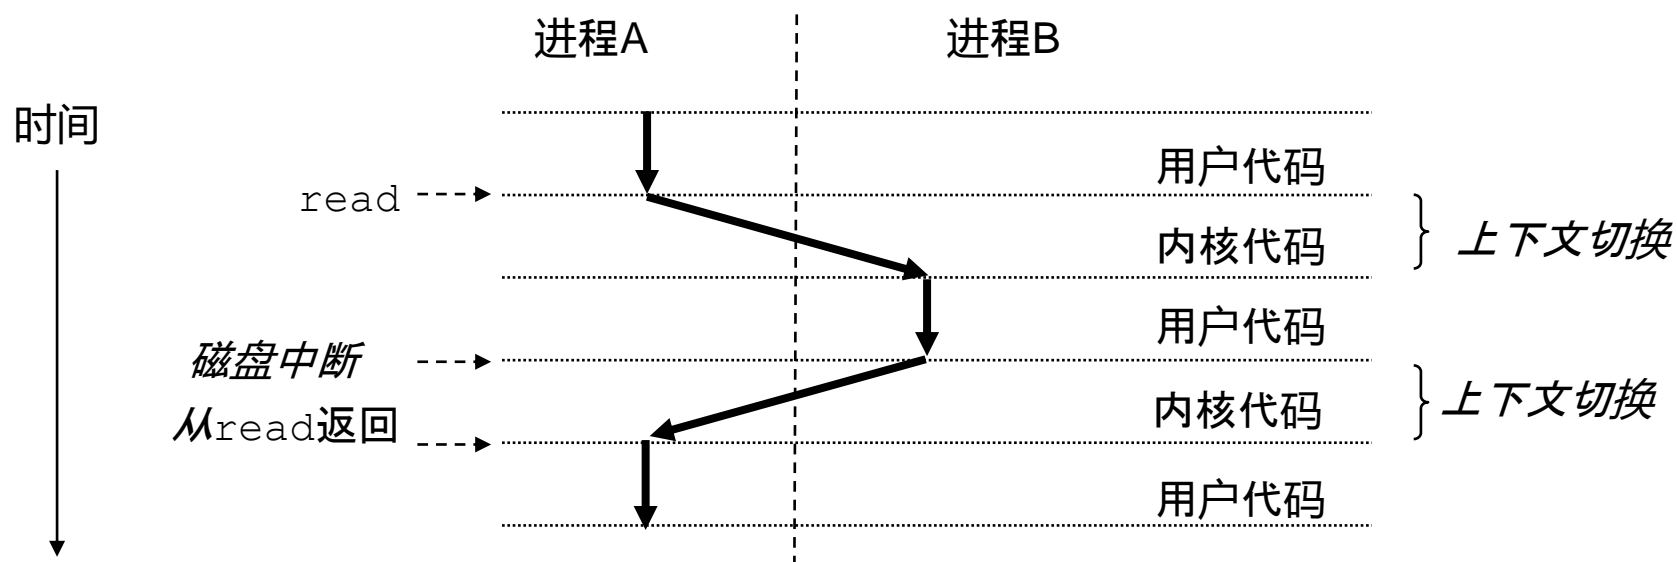 进程A
进程B
时间
用户代码
read
内核代码
上下文切换
用户代码
磁盘中断
内核代码
上下文切换
从read返回
用户代码